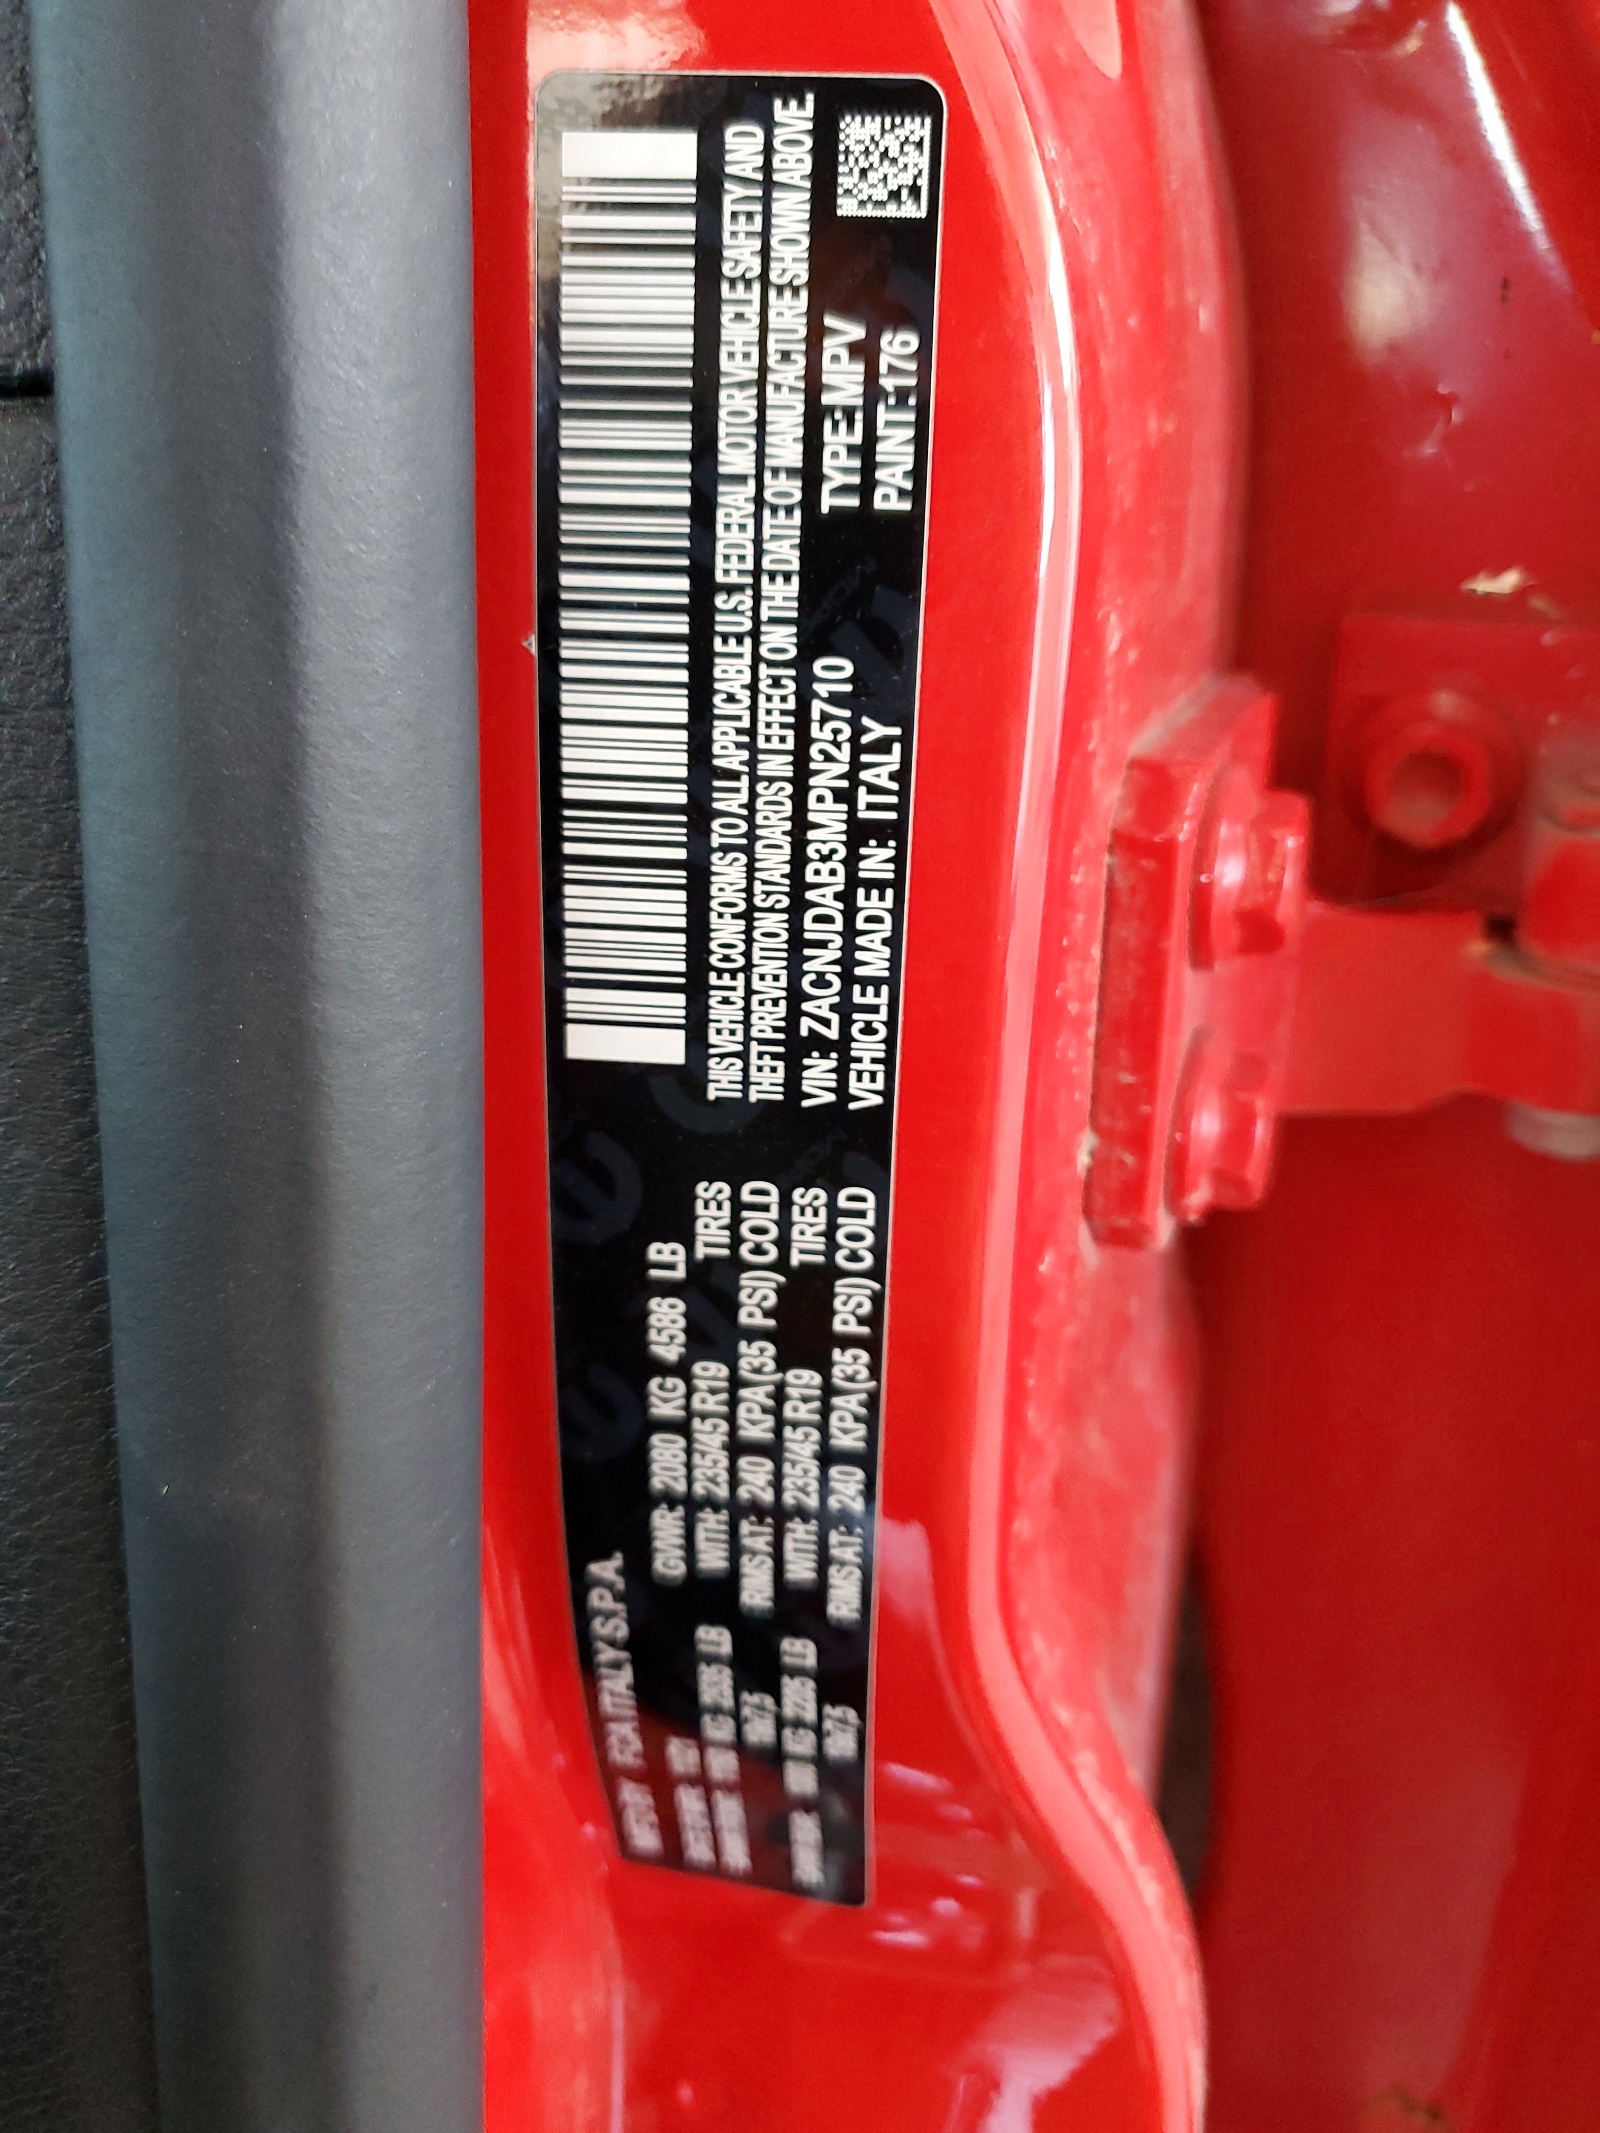 MFD BY FCA ITALY S.P.A.
GVWR: 2080 KG 4586 LB
WITH: 235/45 R19 TIRES
RIMS AT: 240 KPA(35 PSI) COLD
LB WITH: 235/45 R19 TIRES
RIMS AT: 240 KPA(35 PSI) COLD
THIS VEHICLE CONFORMS TO ALL APPLICABLE U.S. FEDERAL MOTOR VEHICLE SAFETY AND
THEFT PREVENTION STANDARDS IN EFFECT ON THE DATE OF MANUFACTURE SHOWN ABOVE.
VIN: ZACNJDAB3MPN25710 TYPE: MPV
VEHICLE MADE IN: ITALY PAINT: 176